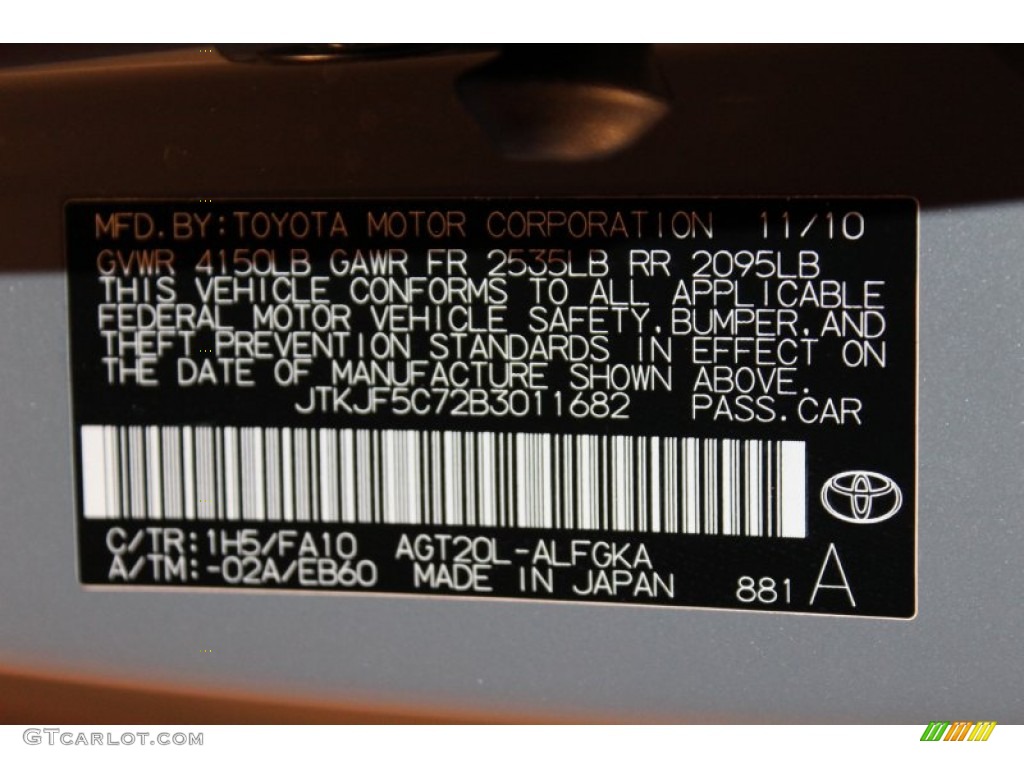 MFD. BY: TOYOTA MOTOR CORPORATION 11/10
GVWR 4150LB GAWR FR 2535LB RR 2095LB
THIS VEHICLE CONFORMS TO ALL APPLICABLE
FEDERAL MOTOR VEHICLE SAFETY, BUMPER, AND
THEFT PREVENTION STANDARDS IN EFFECT ON
THE DATE OF MANUFACTURE SHOWN ABOVE.
JTKJF5C72B3011682 PASS. CAR
C/TR: 1H5/FA10 AGT20L-ALFGKA
A/TM: -02A/EB60 MADE IN JAPAN 881 A
GTCARLOT.COM